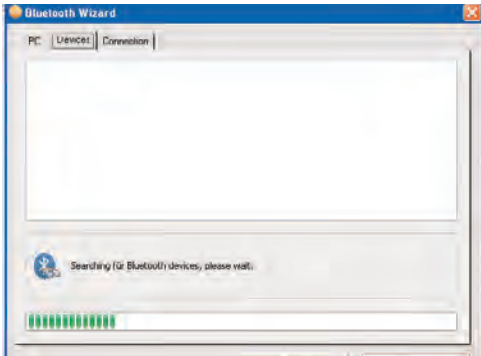 Bluetooth Wizard
PC Devices Connection
Searching für Bluetooth devices, please wait.